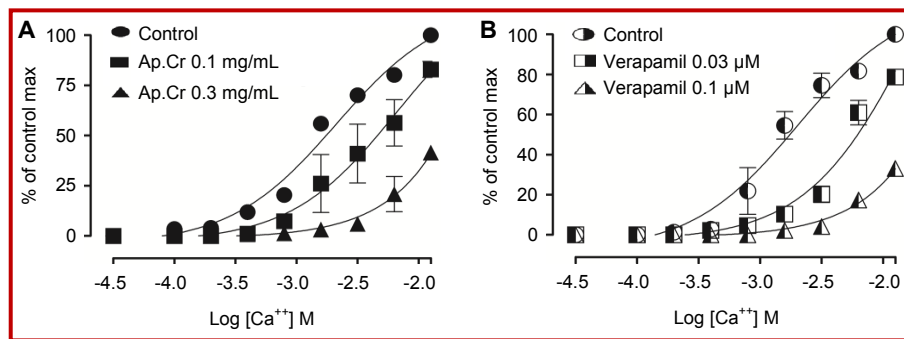 A
% of control max
100
75
50
25
0
Control
Ap.Cr 0.1 mg/mL
Ap.Cr 0.3 mg/mL
-4.5 -4.0 -3.5 -3.0 -2.5 -2.0
Log [Ca⁺⁺] M
B
% of control max
100
80
60
40
20
0
Control
Verapamil 0.03 µM
Verapamil 0.1 µM
-4.5 -4.0 -3.5 -3.0 -2.5 -2.0
Log [Ca⁺⁺] M